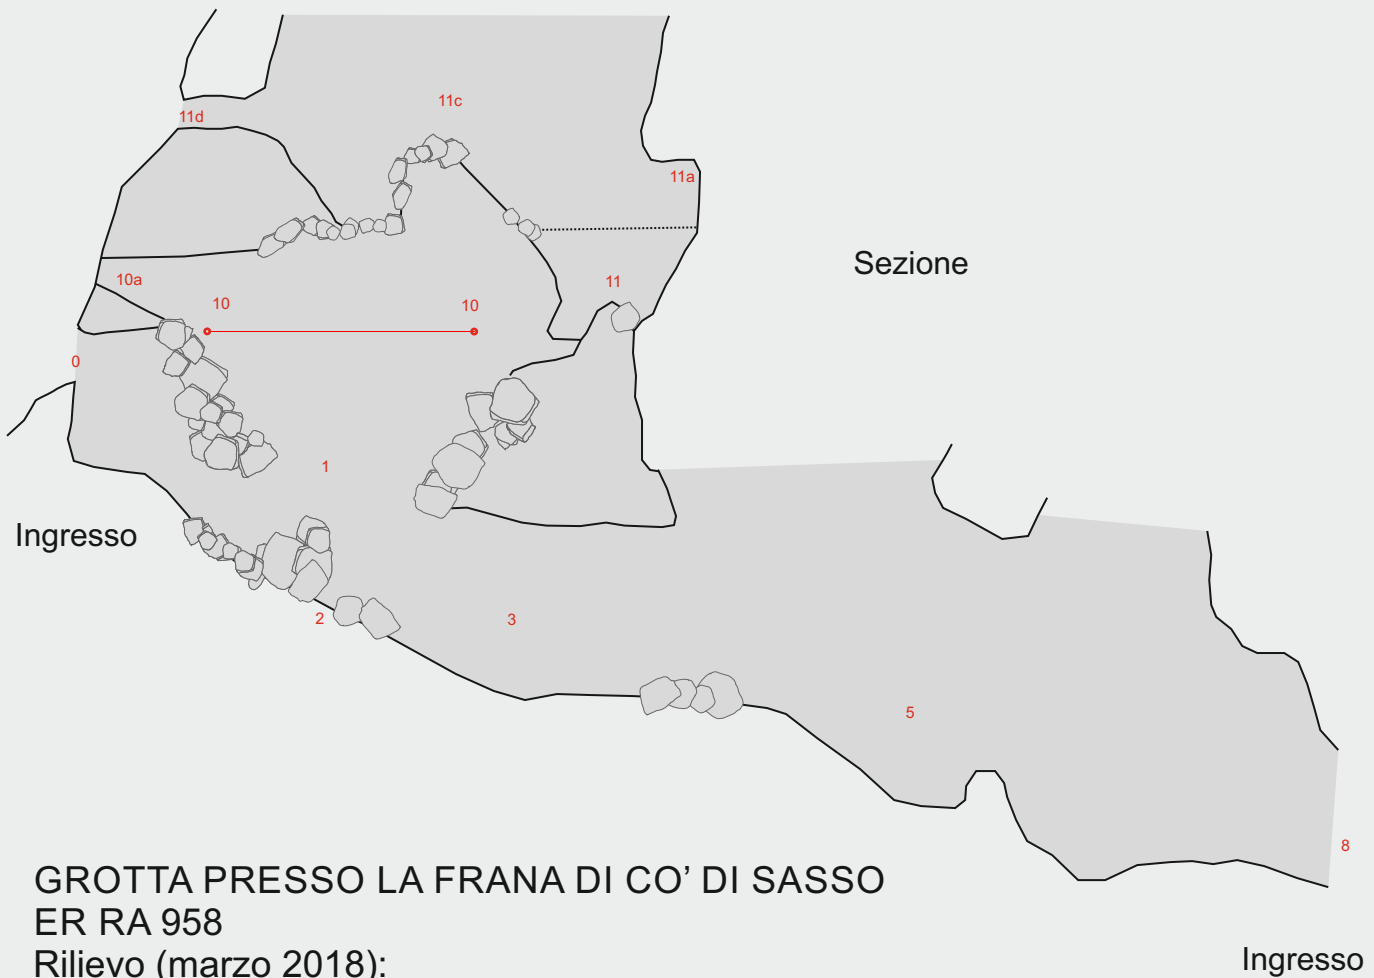 11c
11d
11a
Sezione
10a
11
10
10
0
1
Ingresso
2
3
5
8
GROTTA PRESSO LA FRANA DI CO’ DI SASSO
ER RA 958
Rilievo (marzo 2018):
Ingresso